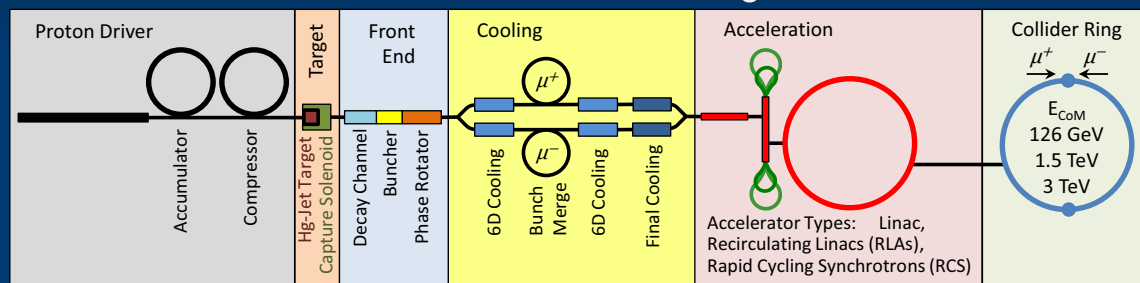 Proton Driver
Accumulator
Compressor
Target
Hg-Jet Target
Capture Solenoid
Front
End
Decay Channel
Buncher
Phase Rotator
Cooling
μ+
μ−
6D Cooling
Bunch
Merge
6D Cooling
Final Cooling
Acceleration
Accelerator Types: Linac,
Recirculating Linacs (RLAs),
Rapid Cycling Synchrotrons (RCS)
Collider Ring
μ+ μ−
ECoM
126 GeV
1.5 TeV
3 TeV